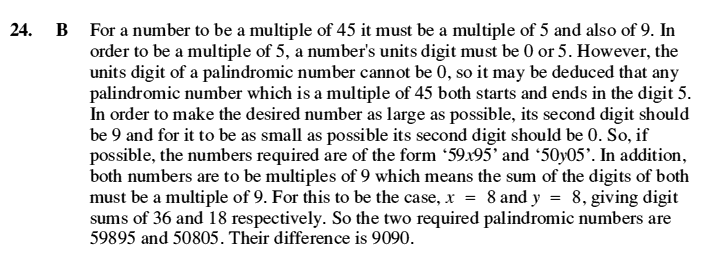 24. B For a number to be a multiple of 45 it must be a multiple of 5 and also of 9. In
order to be a multiple of 5, a number's units digit must be 0 or 5. However, the
units digit of a palindromic number cannot be 0, so it may be deduced that any
palindromic number which is a multiple of 45 both starts and ends in the digit 5.
In order to make the desired number as large as possible, its second digit should
be 9 and for it to be as small as possible its second digit should be 0. So, if
possible, the numbers required are of the form ‘59x95’ and ‘50y05’. In addition,
both numbers are to be multiples of 9 which means the sum of the digits of both
must be a multiple of 9. For this to be the case, x = 8 and y = 8, giving digit
sums of 36 and 18 respectively. So the two required palindromic numbers are
59895 and 50805. Their difference is 9090.